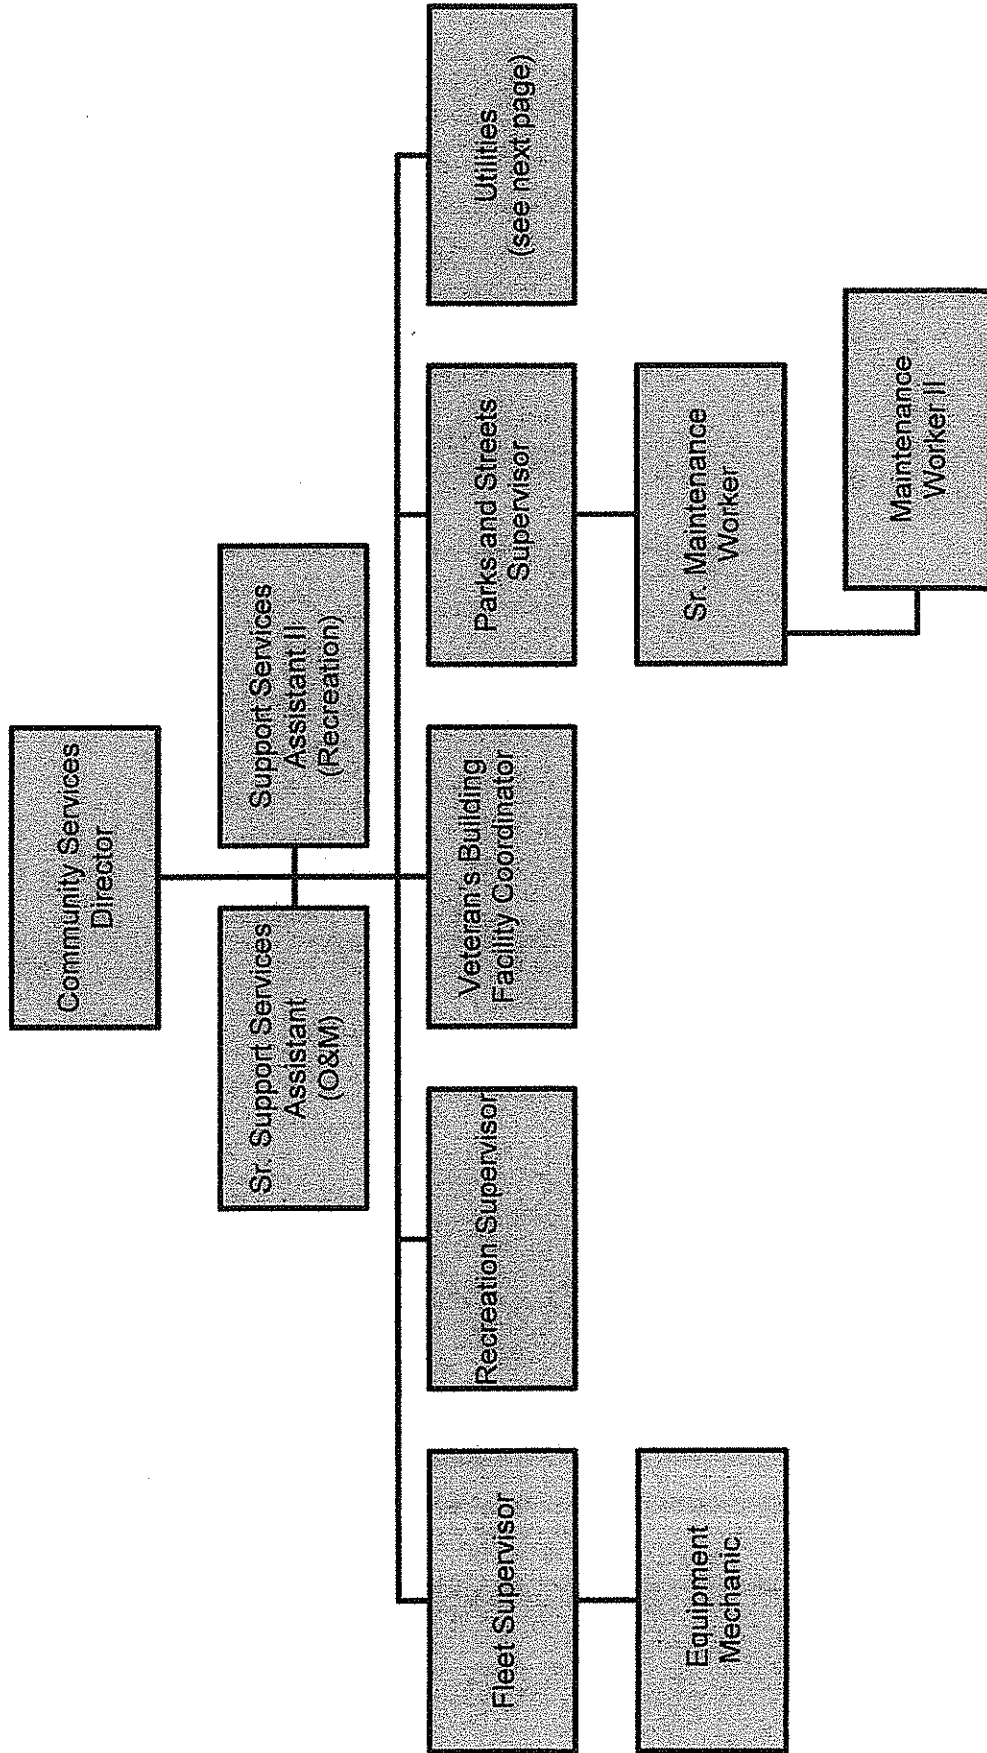 Community Services
Director
Sr. Support Services
Assistant
(O&M)
Support Services
Assistant II
(Recreation)
Fleet Supervisor
Recreation Supervisor
Veteran's Building
Facility Coordinator
Parks and Streets
Supervisor
Utilities
(see next page)
Equipment
Mechanic
Sr. Maintenance
Worker
Maintenance
Worker II